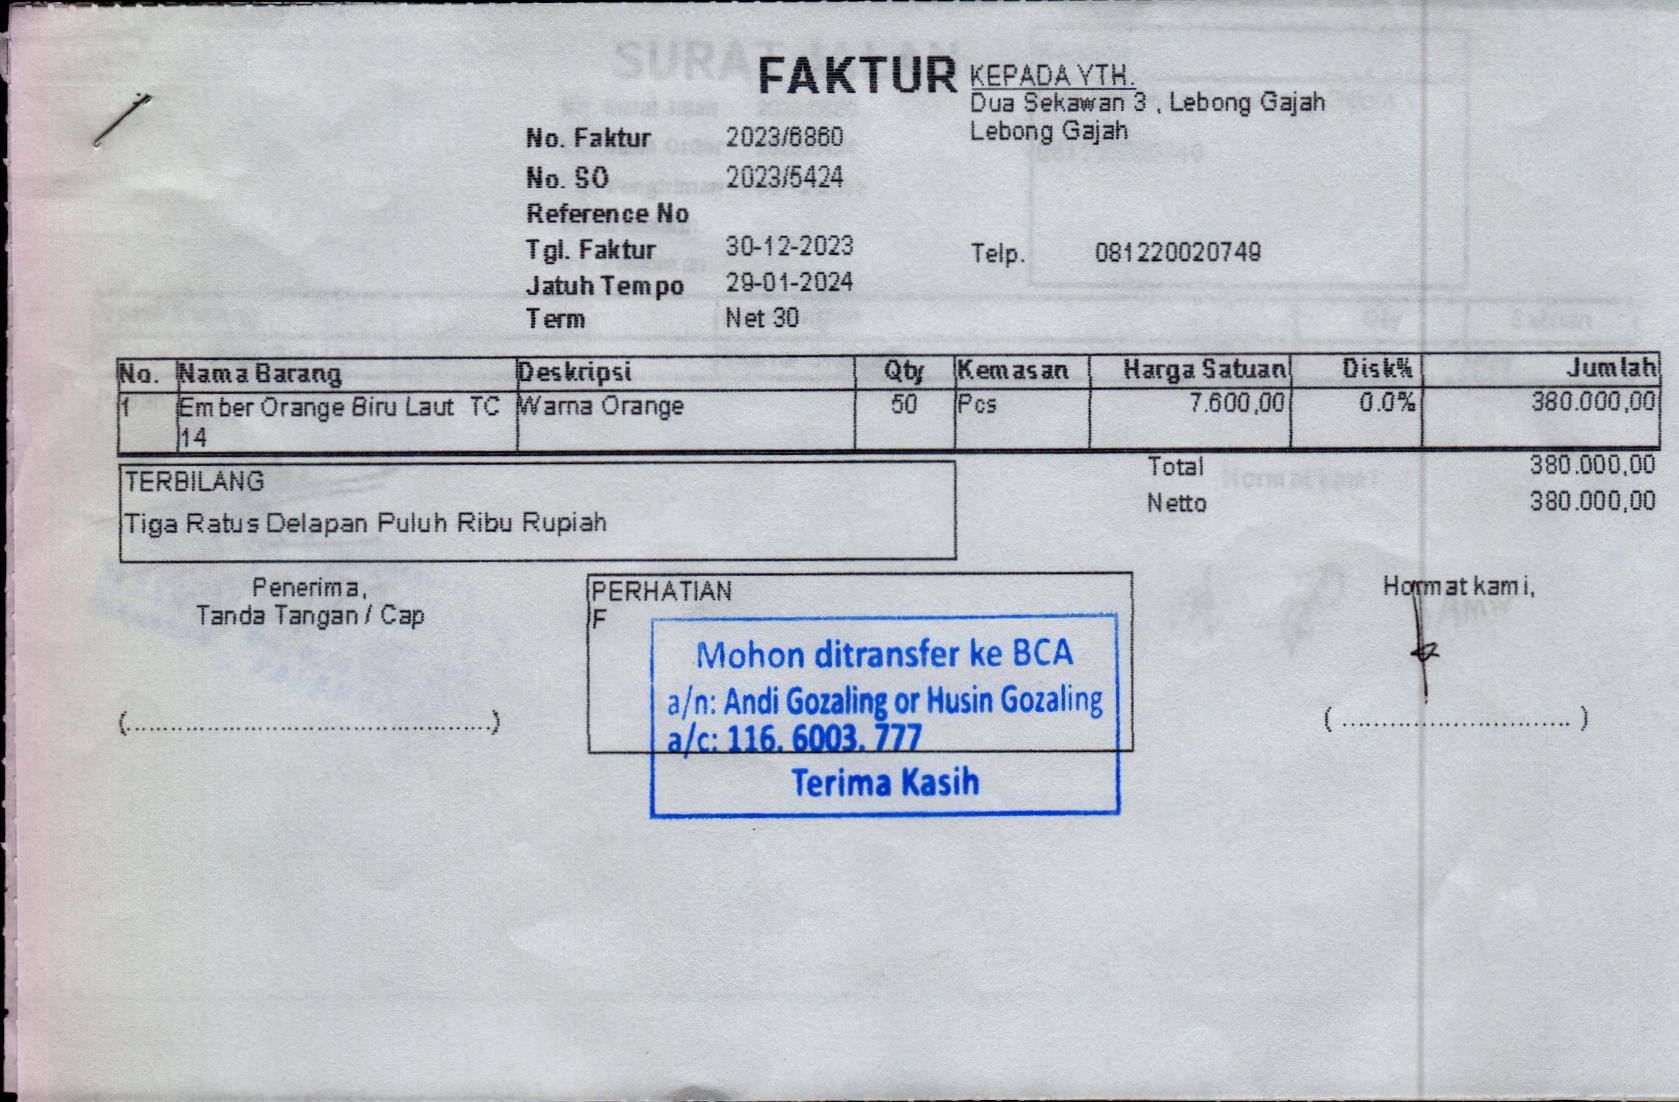 FAKTUR
KEPADA YTH.
Dua Sekawan 3 , Lebong Gajah
Lebong Gajah
No. Faktur 2023/6860
No. SO 2023/5424
Reference No
Tgl. Faktur 30-12-2023
Telp. 081220020749
Jatuh Tempo 29-01-2024
Term Net 30
No. Nama Barang Deskripsi Qty Kemasan Harga Satuan Disk% Jumlah
1 Ember Orange Biru Laut TC Warna Orange 50 Pcs 7.600,00 0.0% 380.000,00
14
Total 380.000,00
Netto 380.000,00
TERBILANG
Tiga Ratus Delapan Puluh Ribu Rupiah
Penerima,
Tanda Tangan / Cap
(............................................)
PERHATIAN
F
Mohon ditransfer ke BCA
a/n: Andi Gozaling or Husin Gozaling
a/c: 116. 6003. 777
Terima Kasih
Hormat kami,
(............................)
SURAT JALAN
Hormat kami